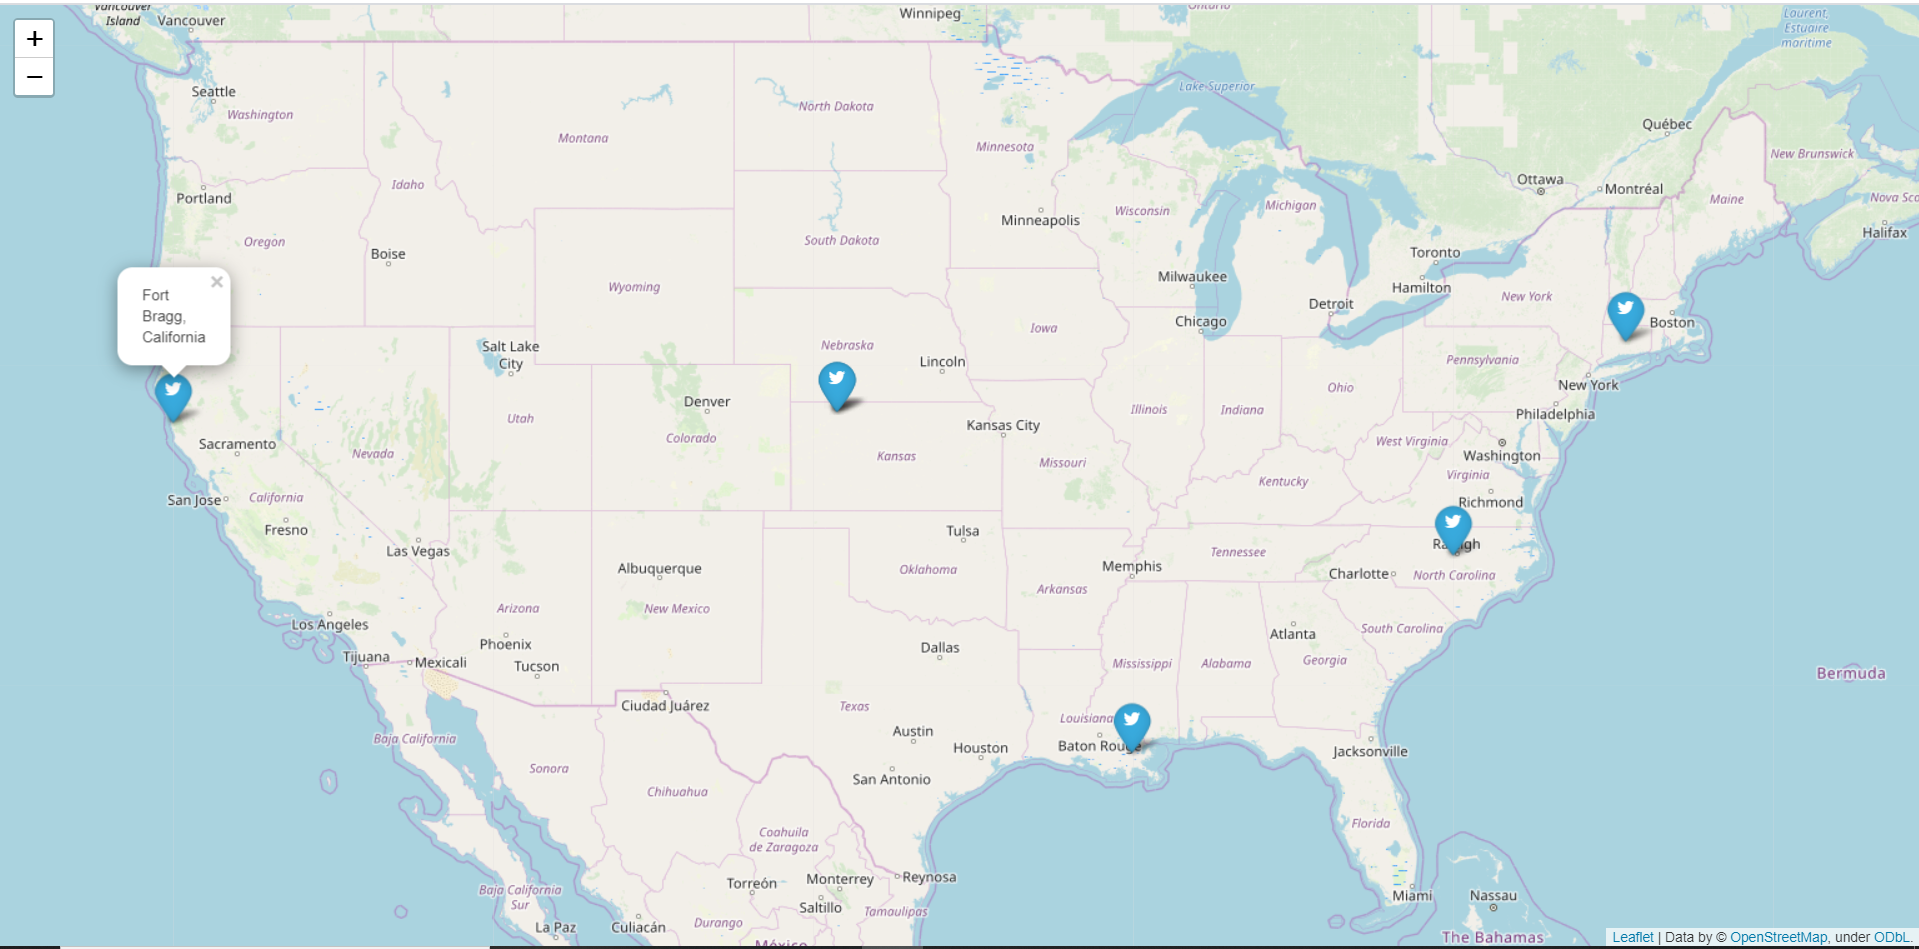 Vancouver
Island
Vancouver
Winnipeg
Ontario
Laurent,
Estuaire
maritime
+
−
Seattle
Washington
Montana
North Dakota
Lake Superior
Minnesota
Québec
New Brunswick
Portland
Idaho
Ottawa
Montréal
Maine
Nova Sc
Minneapolis
Wisconsin
Michigan
Halifax
Oregon
Boise
South Dakota
Toronto
Milwaukee
Hamilton
Wyoming
New York
Detroit
Fort
Bragg,
California
×
Chicago
Boston
Iowa
Salt Lake
City
Nebraska
Lincoln
Pennsylvania
New York
Ohio
Denver
Illinois
Indiana
Philadelphia
Utah
Colorado
Kansas City
Sacramento
Nevada
Kansas
Missouri
West Virginia
Washington
Virginia
Kentucky
San Jose
California
Richmond
Fresno
Tulsa
Las Vegas
Albuquerque
Oklahoma
Memphis
Tennessee
Charlotte
North Carolina
Arkansas
Arizona
New Mexico
Los Angeles
Phoenix
Atlanta
South Carolina
Dallas
Tijuana
Mexicali
Tucson
Mississippi
Alabama
Georgia
Bermuda
Ciudad Juárez
Texas
Louisiana
Baja California
Austin
Houston
Baton Rouge
Jacksonville
Sonora
San Antonio
Chihuahua
Florida
Coahuila
de Zaragoza
Torreón
Monterrey
Reynosa
Baja California
Sur
Saltillo
Tamaulipas
Miami
Nassau
La Paz
Culiacán
Durango
México
The Bahamas
Leaflet | Data by © OpenStreetMap, under ODbL.